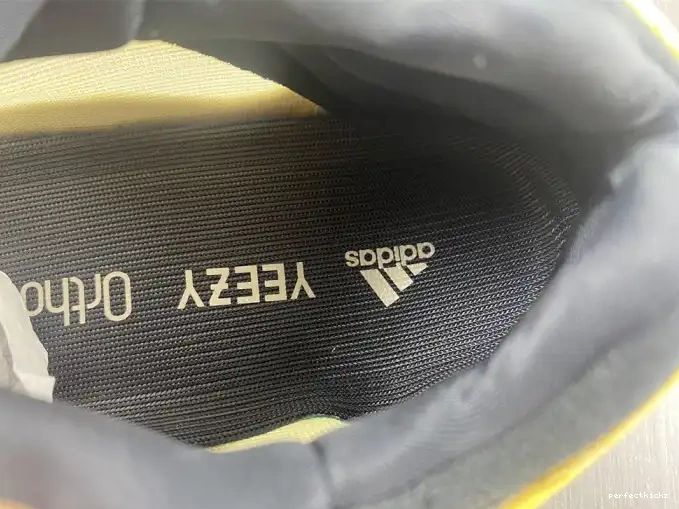 adidas
YEEZY
Ortho
perfectkickz